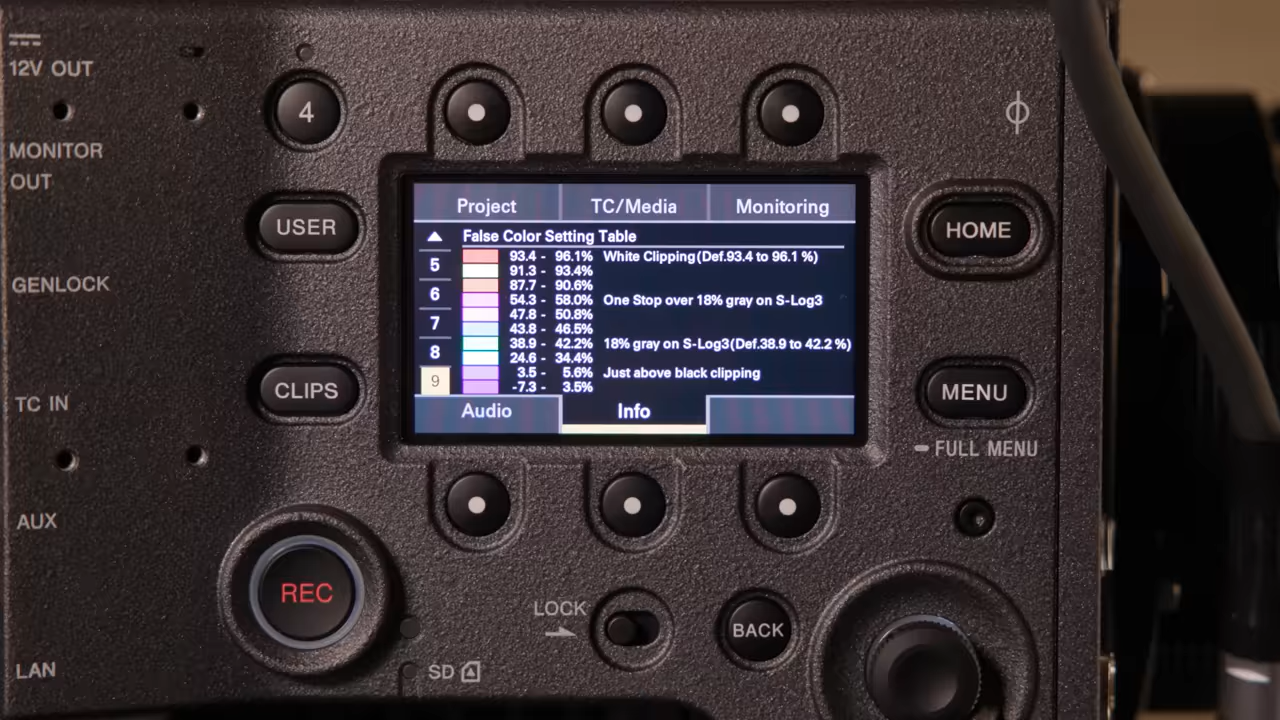 12V OUT
4
MONITOR
OUT
USER
GENLOCK
CLIPS
TC IN
AUX
REC
LAN
Project TC/Media Monitoring
False Color Setting Table
5
6
7
8
9
93.4 - 96.1% White Clipping(Def.93.4 to 96.1 %)
91.3 - 93.4%
87.7 - 90.6%
54.3 - 58.0% One Stop over 18% gray on S-Log3
47.8 - 50.8%
43.8 - 46.5%
38.9 - 42.2% 18% gray on S-Log3(Def.38.9 to 42.2 %)
24.6 - 34.4%
3.5 - 5.6% Just above black clipping
-7.3 - 3.5%
Audio Info
HOME
MENU
FULL MENU
LOCK
BACK
SD